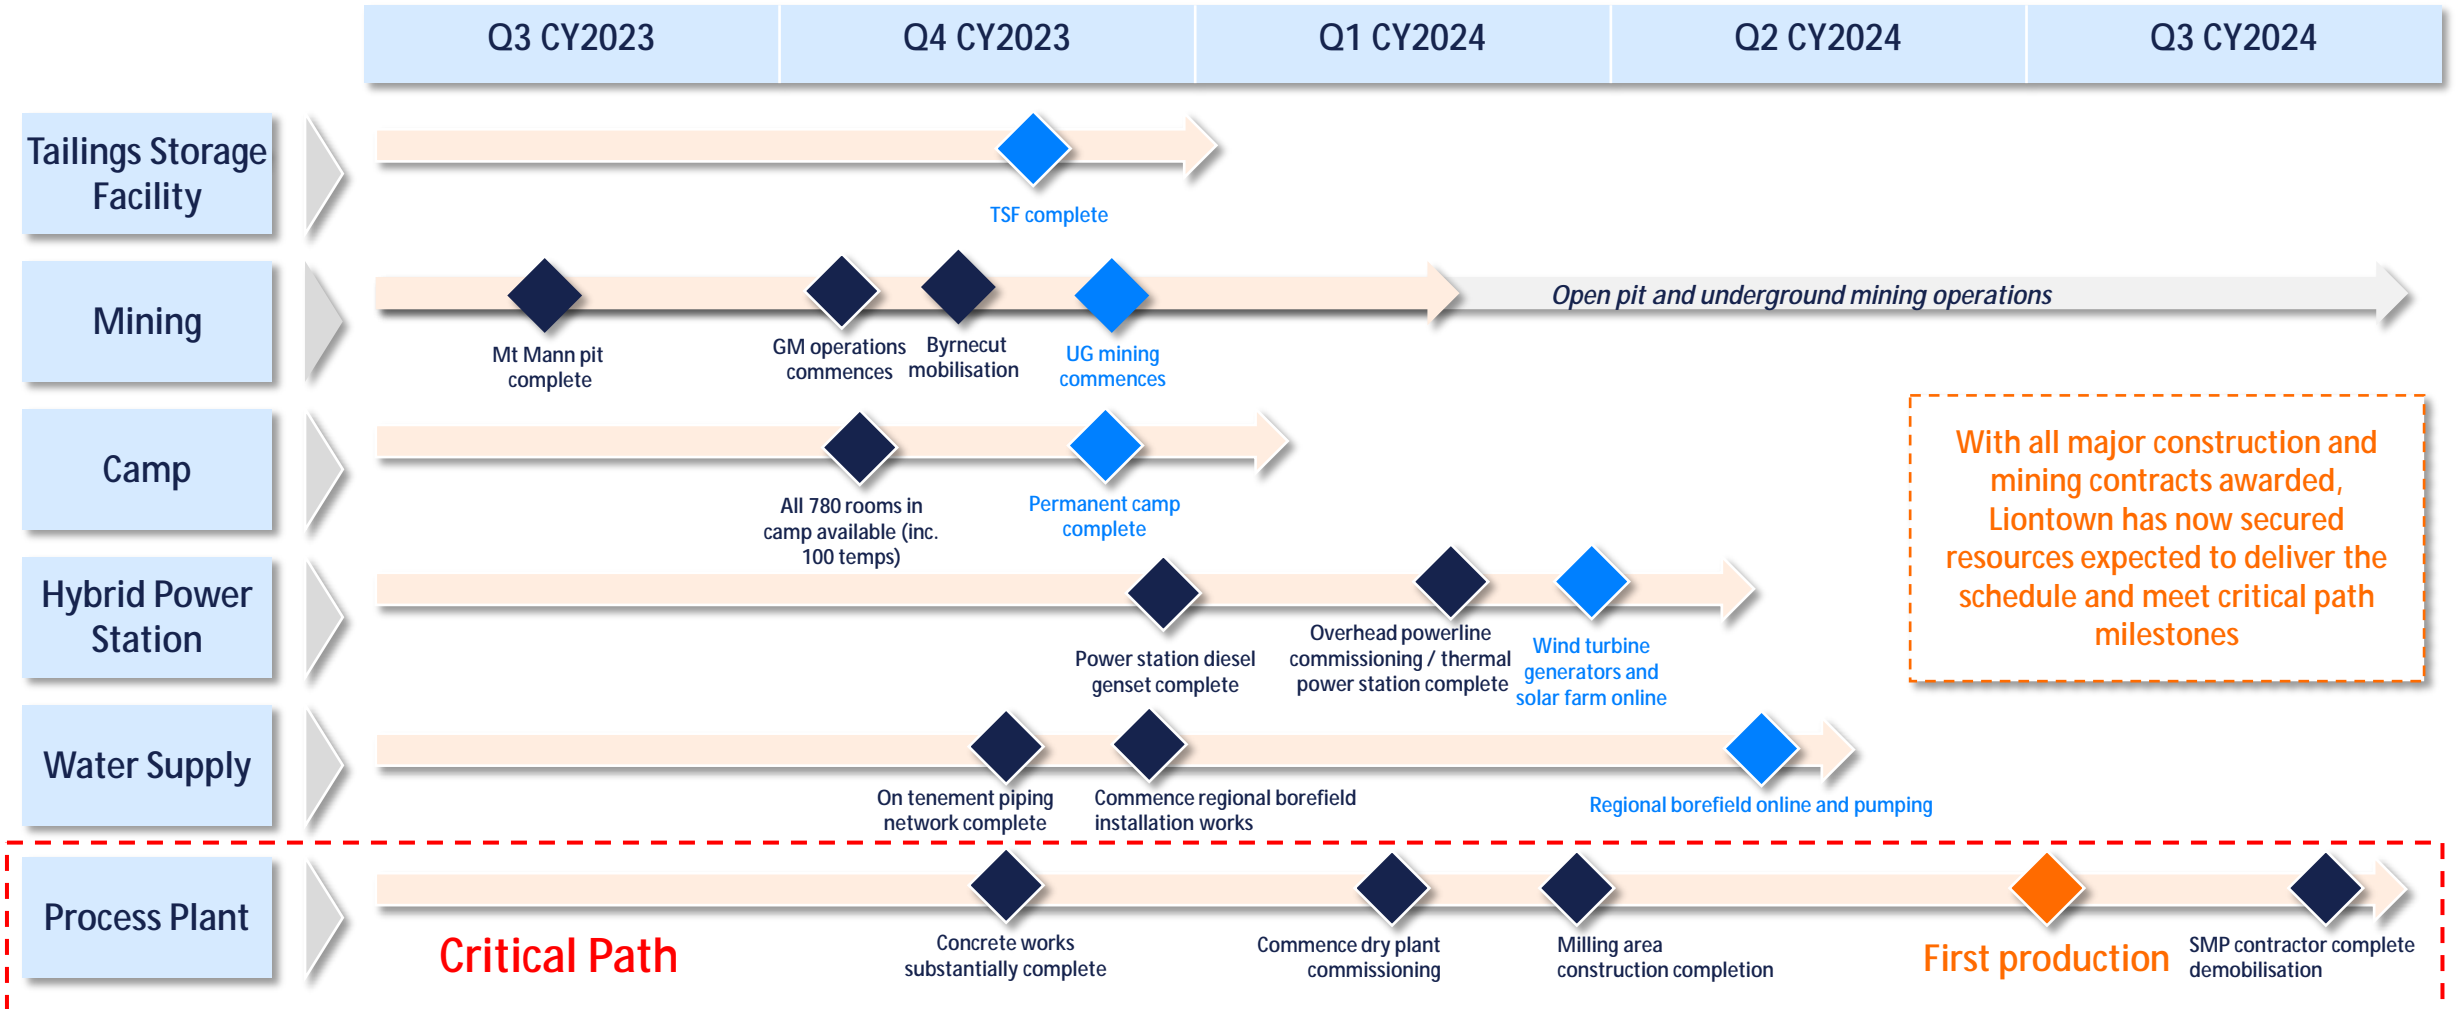 Q3 CY2023
Q4 CY2023
Q1 CY2024
Q2 CY2024
Q3 CY2024
Tailings Storage
Facility
TSF complete
Mining
Open pit and underground mining operations
Mt Mann pit
complete
GM operations
commences
Byrnecut
mobilisation
UG mining
commences
Camp
All 780 rooms in
camp available (inc.
100 temps)
Permanent camp
complete
With all major construction and
mining contracts awarded,
Liontown has now secured
resources expected to deliver the
schedule and meet critical path
milestones
Hybrid Power
Station
Power station diesel
genset complete
Overhead powerline
commissioning / thermal
power station complete
Wind turbine
generators and
solar farm online
Water Supply
On tenement piping
network complete
Commence regional borefield
installation works
Regional borefield online and pumping
Process Plant
Critical Path
Concrete works
substantially complete
Commence dry plant
commissioning
Milling area
construction completion
First production
SMP contractor complete
demobilisation